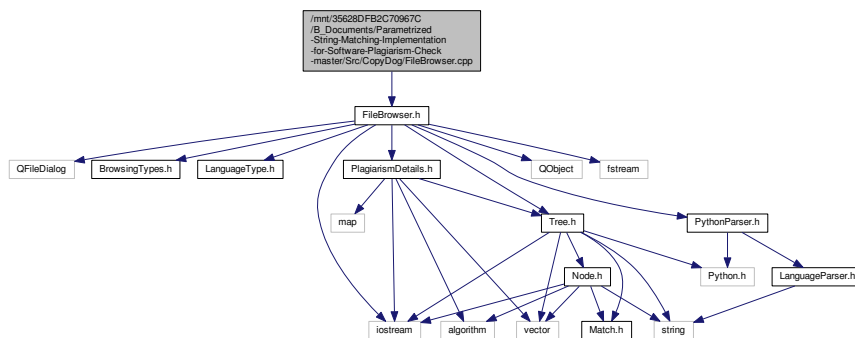 /mnt/35628DFB2C70967C
/B_Documents/Parametrized
-String-Matching-Implementation
-for-Software-Plagiarism-Check
-master/Src/CopyDog/FileBrowser.cpp
FileBrowser.h
QFileDialog
BrowsingTypes.h
LanguageType.h
PlagiarismDetails.h
QObject
fstream
map
Tree.h
PythonParser.h
Node.h
Python.h
LanguageParser.h
iostream
algorithm
vector
Match.h
string